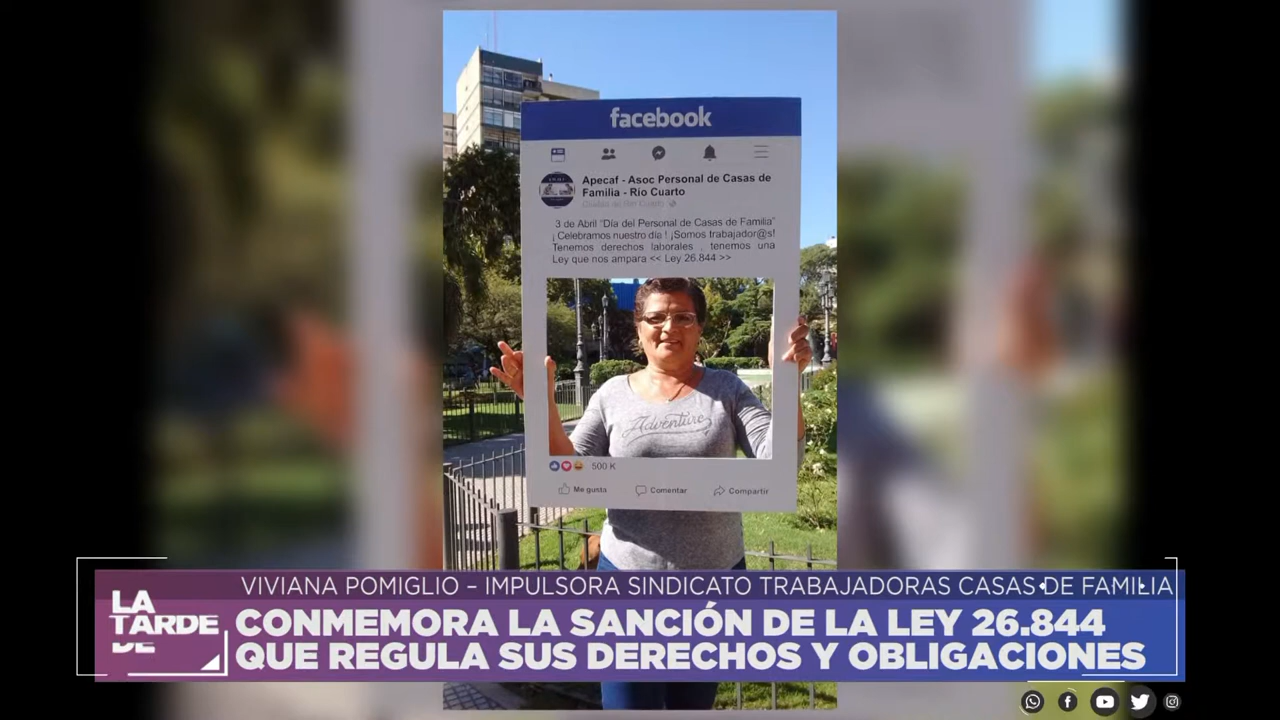 facebook
Apecaf - Asoc Personal de Casas de
Familia - Rio Cuarto
3 de Abril "Día del Personal de Casas de Familia"
¡ Celebramos nuestro día ! ¡Somos trabajador@s!
Tenemos derechos laborales , tenemos una
Ley que nos ampara << Ley 26.844 >>
Adventure
500 K
Me gusta
Comentar
Compartir
VIVIANA POMIGLIO – IMPULSORA SINDICATO TRABAJADORAS CASAS DE FAMILIA
LA
TARDE
DE
CONMEMORA LA SANCIÓN DE LA LEY 26.844
QUE REGULA SUS DERECHOS Y OBLIGACIONES